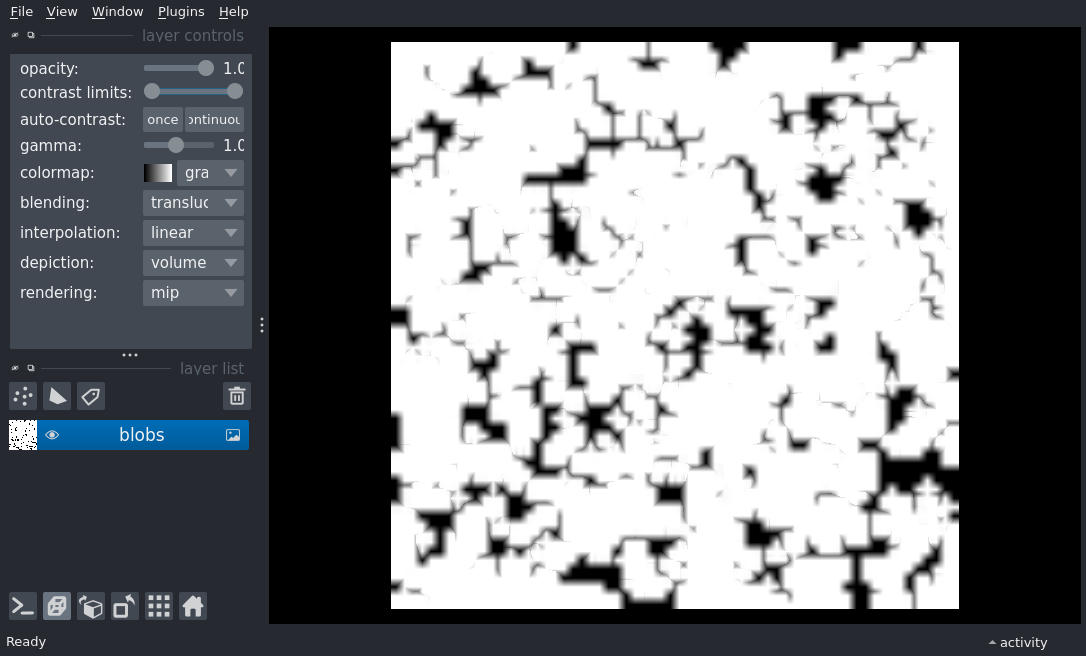 File View Window Plugins Help
layer controls
opacity: 1.0
contrast limits:
auto-contrast: once ontinuou
gamma: 1.0
colormap: gra
blending: transluc
interpolation: linear
depiction: volume
rendering: mip
layer list
blobs
Ready
activity